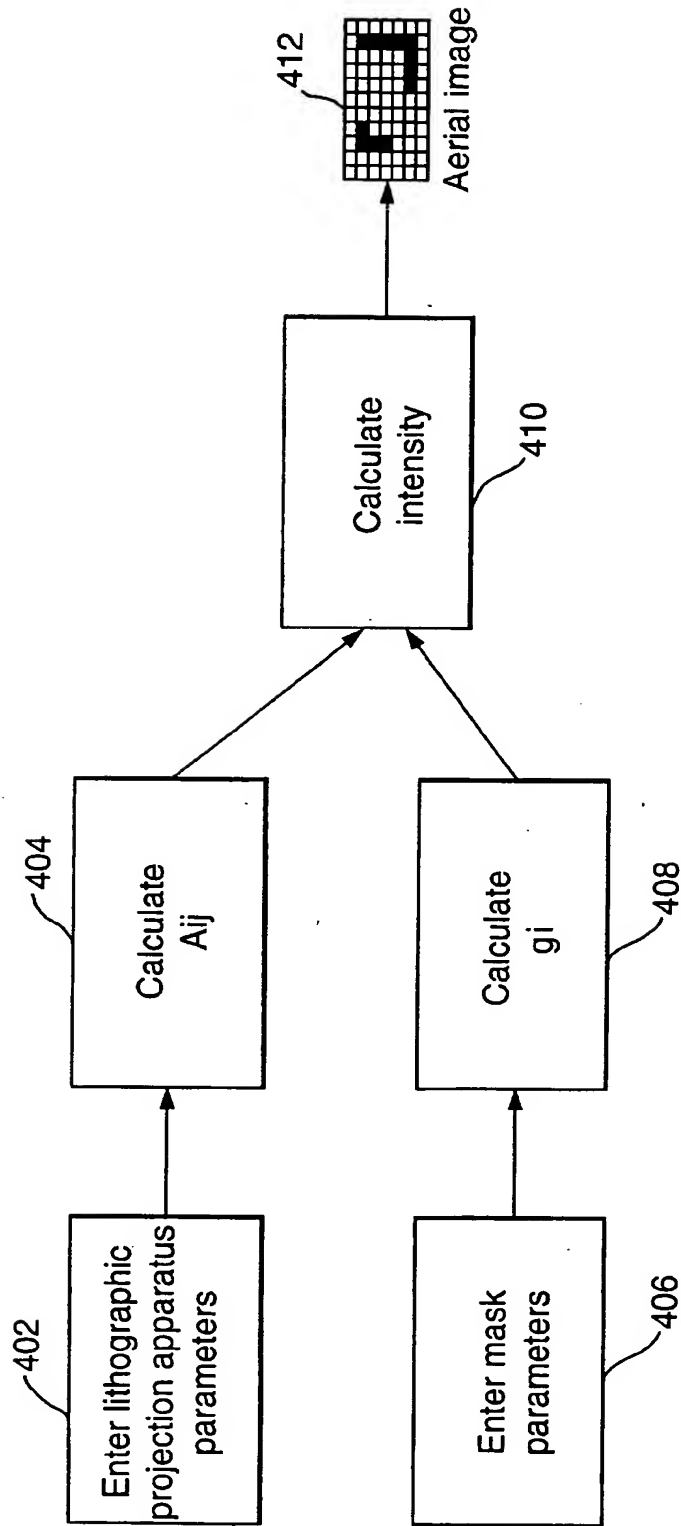 402
Enter lithographic
projection apparatus
parameters
404
Calculate
Aij
406
Enter mask
parameters
408
Calculate
gi
410
Calculate
intensity
412
Aerial image